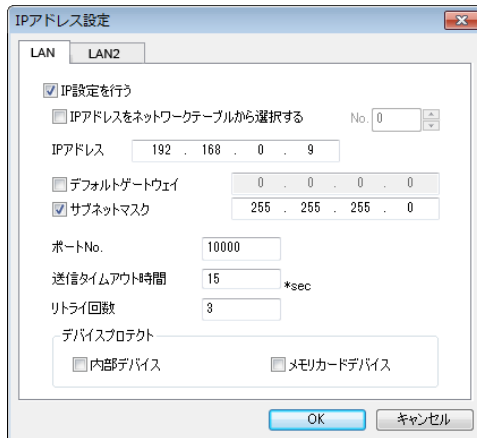 IPアドレス設定
LAN LAN2
IP設定を行う
IPアドレスをネットワークテーブルから選択する No. 0
IPアドレス 192 . 168 . 0 . 9
デフォルトゲートウェイ 0 . 0 . 0 . 0
サブネットマスク 255 . 255 . 255 . 0
ポートNo. 10000
送信タイムアウト時間 15 *sec
リトライ回数 3
デバイスプロテクト
内部デバイス メモリカードデバイス
OK キャンセル